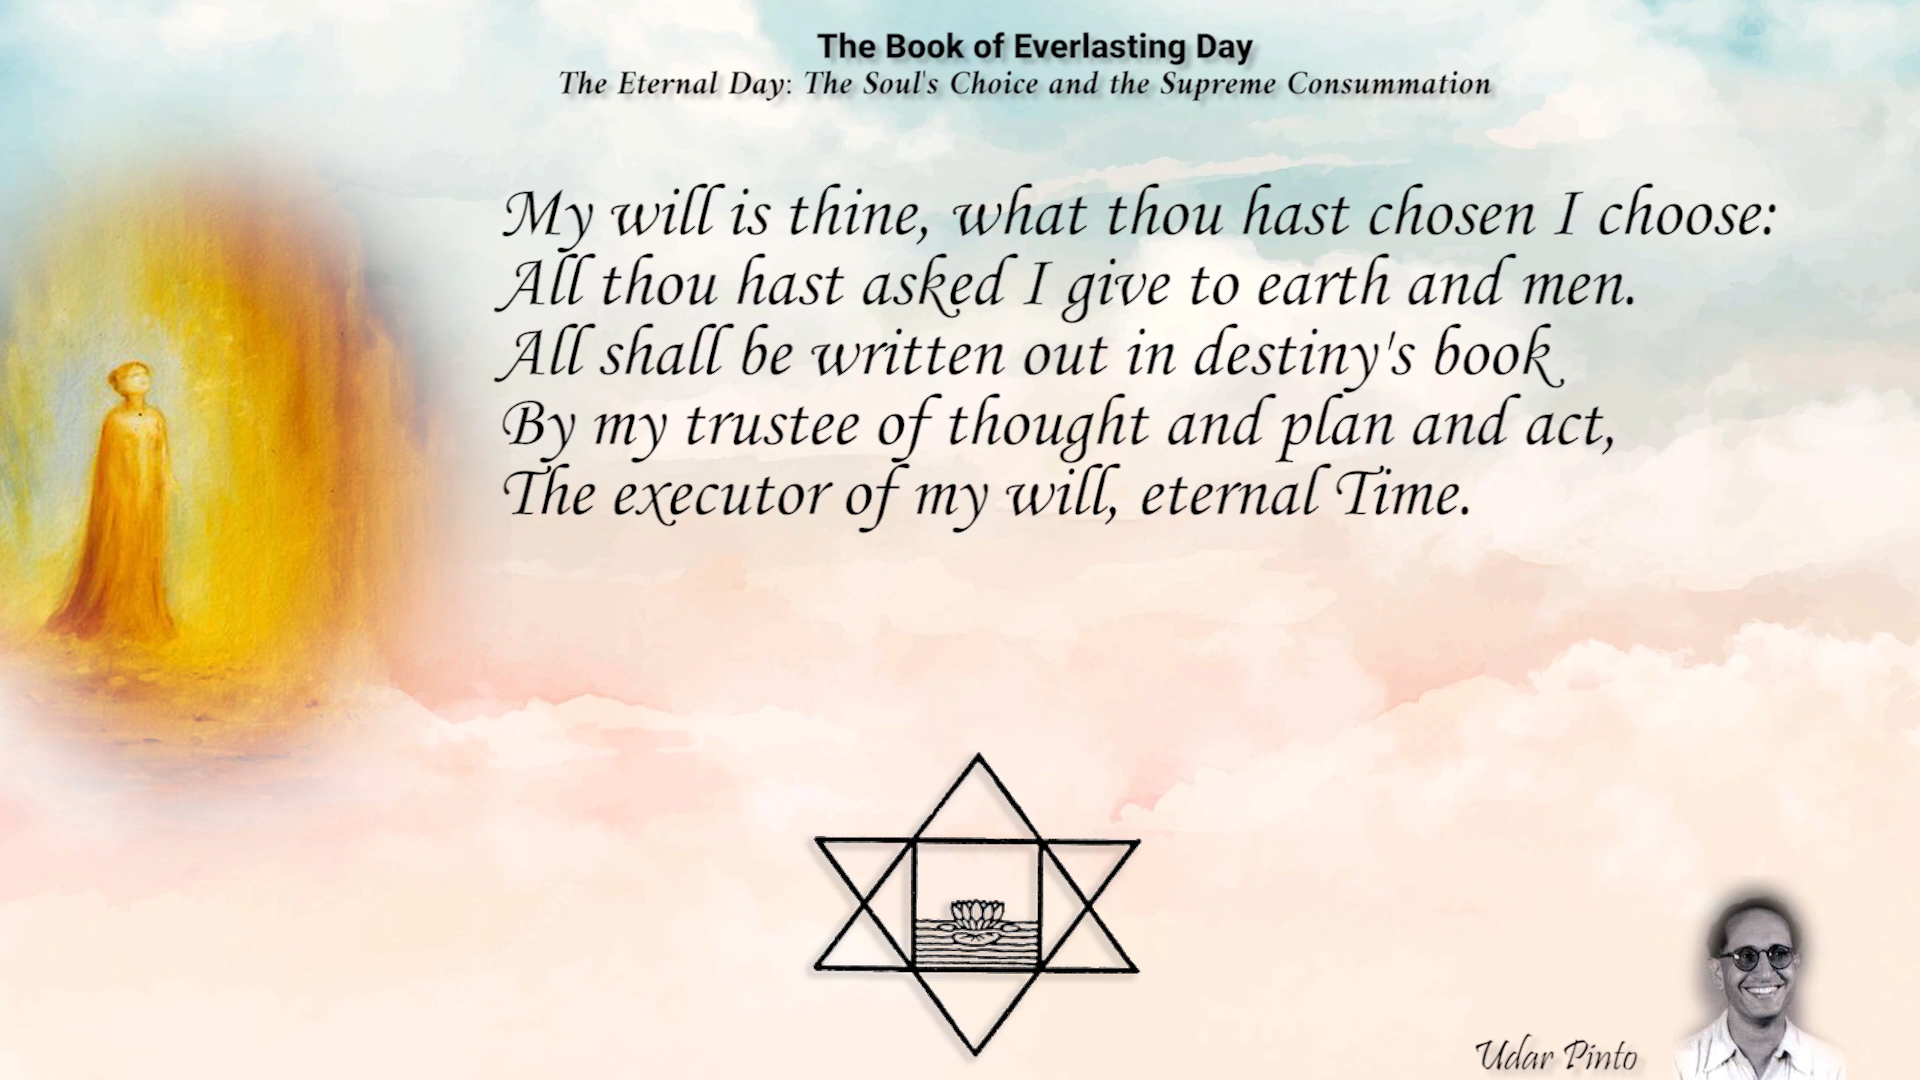 The Book of Everlasting Day
The Eternal Day: The Soul's Choice and the Supreme Consummation
My will is thine, what thou hast chosen I choose:
All thou hast asked I give to earth and men.
All shall be written out in destiny's book
By my trustee of thought and plan and act,
The executor of my will, eternal Time.
Udar Pinto